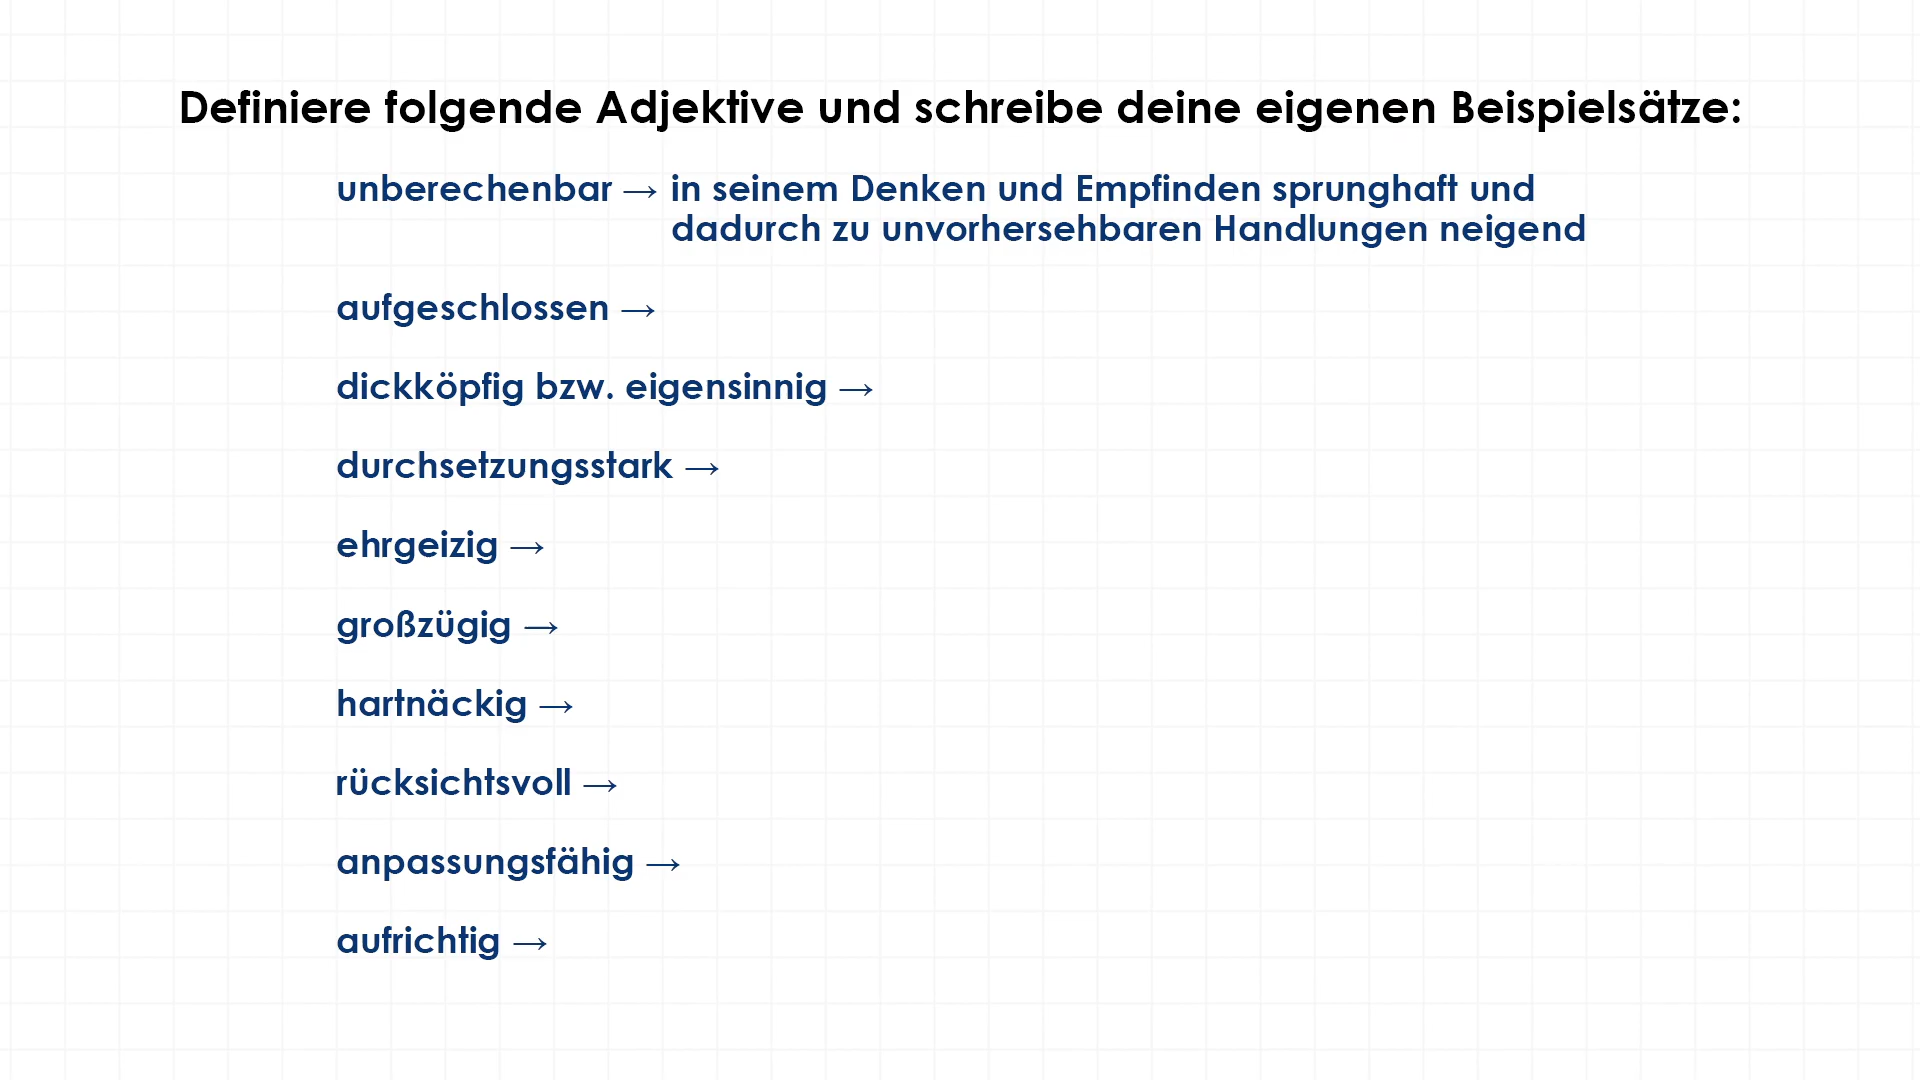 Definiere folgende Adjektive und schreibe deine eigenen Beispielsätze:
unberechenbar → in seinem Denken und Empfinden sprunghaft und
dadurch zu unvorhersehbaren Handlungen neigend
aufgeschlossen →
dickköpfig bzw. eigensinnig →
durchsetzungsstark →
ehrgeizig →
großzügig →
hartnäckig →
rücksichtsvoll →
anpassungsfähig →
aufrichtig →